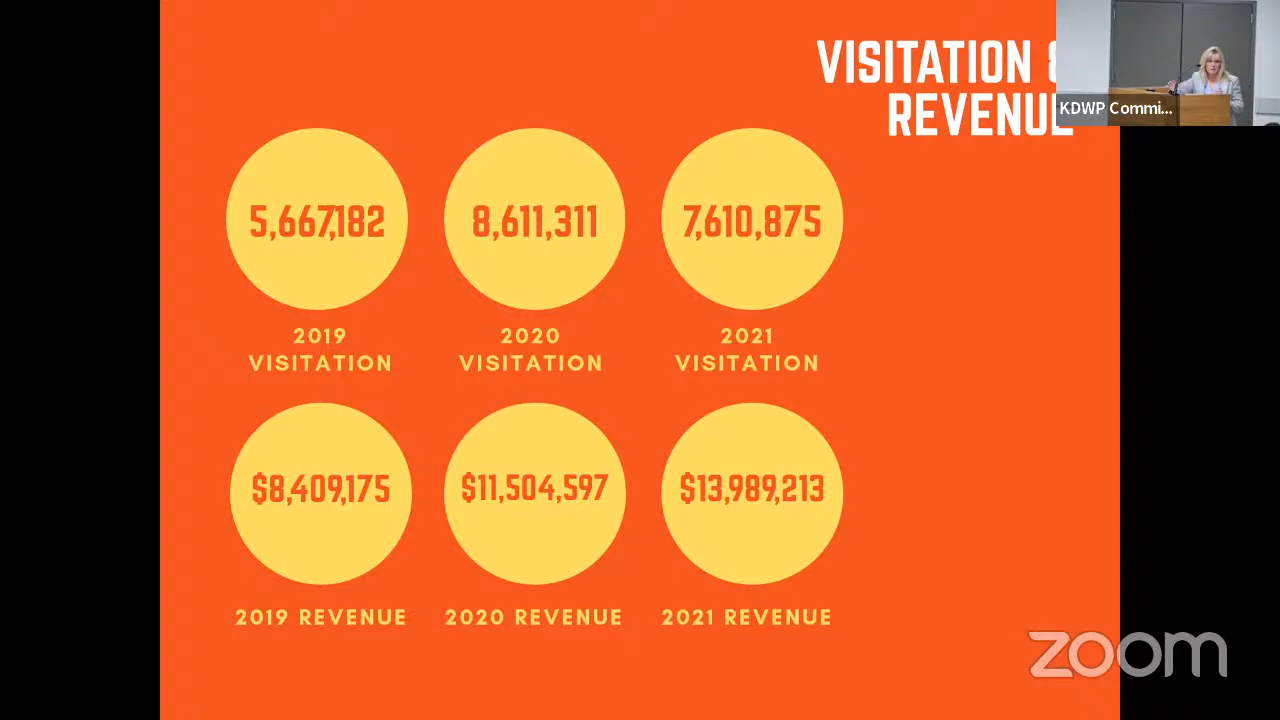 VISITATION &
REVENUE
KDWP Commi...
5,667,182
8,611,311
7,610,875
2019
VISITATION
2020
VISITATION
2021
VISITATION
$8,409,175
$11,504,597
$13,989,213
2019 REVENUE
2020 REVENUE
2021 REVENUE
zoom